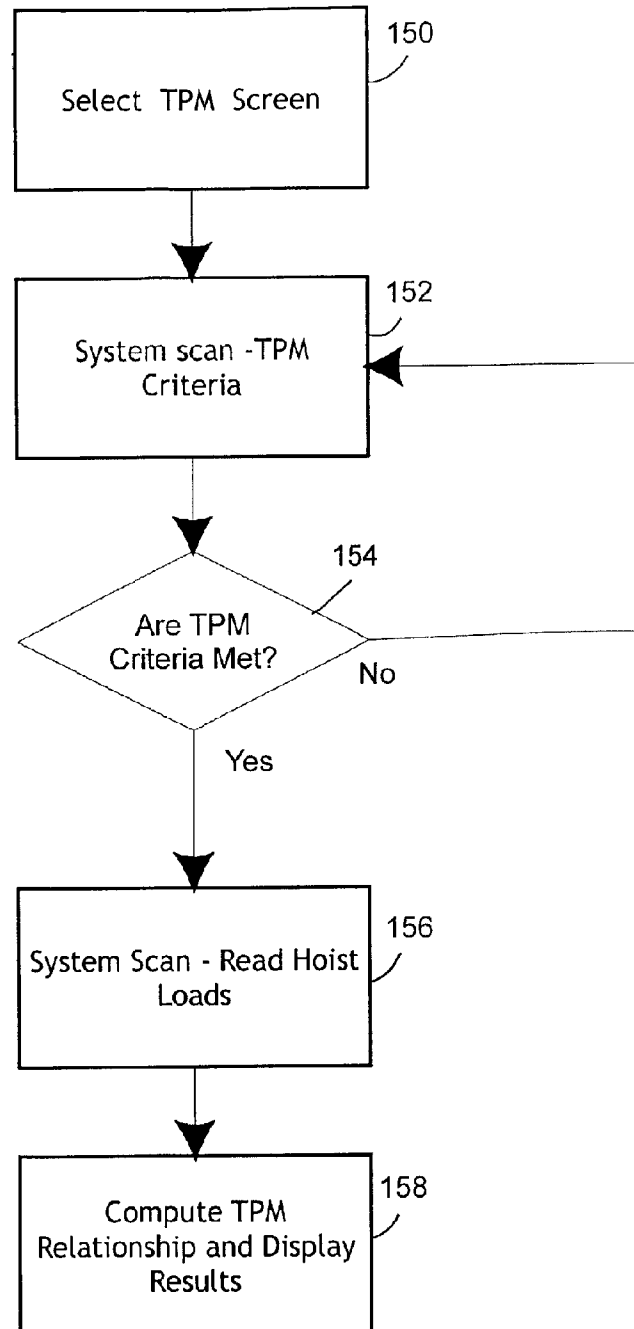 150
Select TPM Screen
152
System scan -TPM
Criteria
154
Are TPM
Criteria Met?
No
Yes
156
System Scan - Read Hoist
Loads
158
Compute TPM
Relationship and Display
Results